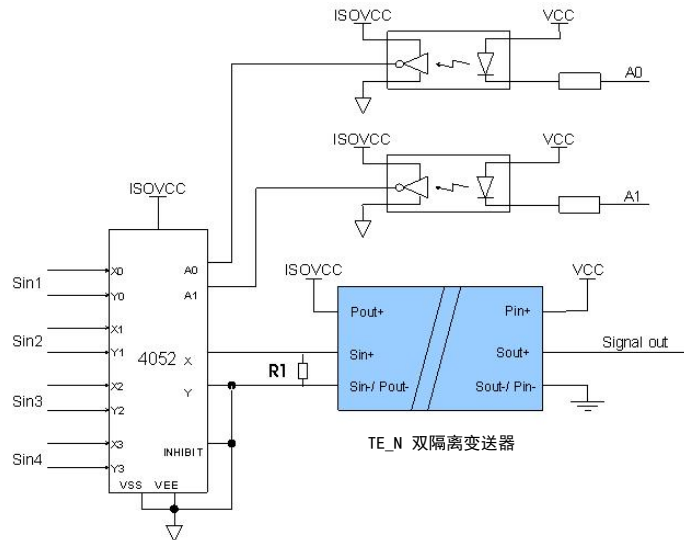 ISOVCC VCC
A0
ISOVCC VCC
A1
ISOVCC
ISOVCC VCC
Sin1 X0 A0
Y0 A1 Pout+ Pin+
Sin2 X1
Y1 4052 X Sin+ Sout+ Signal out
Sin3 X2 Y R1 Sin-/ Pout- Sout-/ Pin-
Y2
Sin4 X3 INHIBIT TE_N 双隔离变送器
Y3
VSS VEE